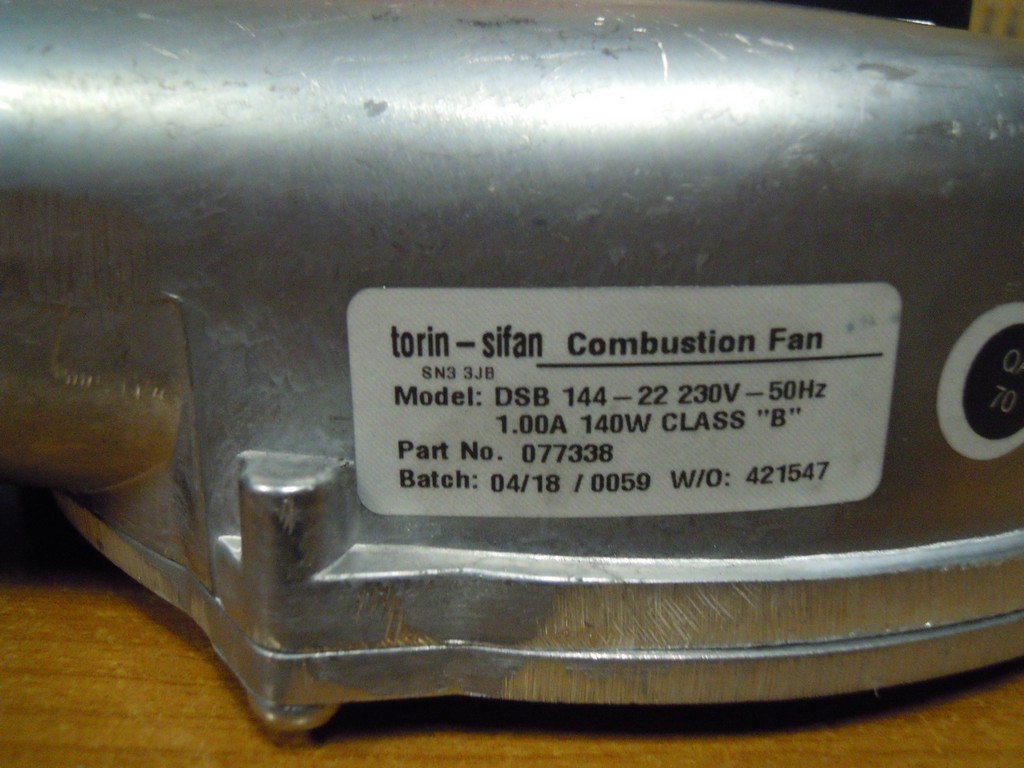 torin – sifan Combustion Fan
SN3 3JB
Model: DSB 144 – 22 230V – 50Hz
1.00A 140W CLASS "B"
Part No. 077338
Batch: 04/18 / 0059 W/O: 421547
70